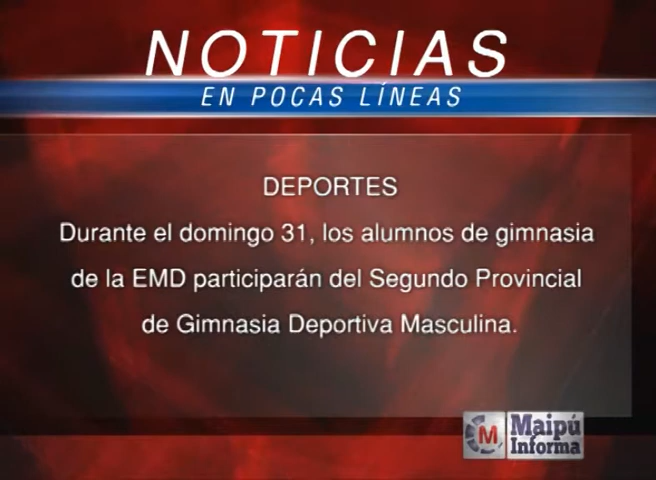 NOTICIAS
EN POCAS LÍNEAS
DEPORTES
Durante el domingo 31, los alumnos de gimnasia
de la EMD participarán del Segundo Provincial
de Gimnasia Deportiva Masculina.
M
Maipú
Informa